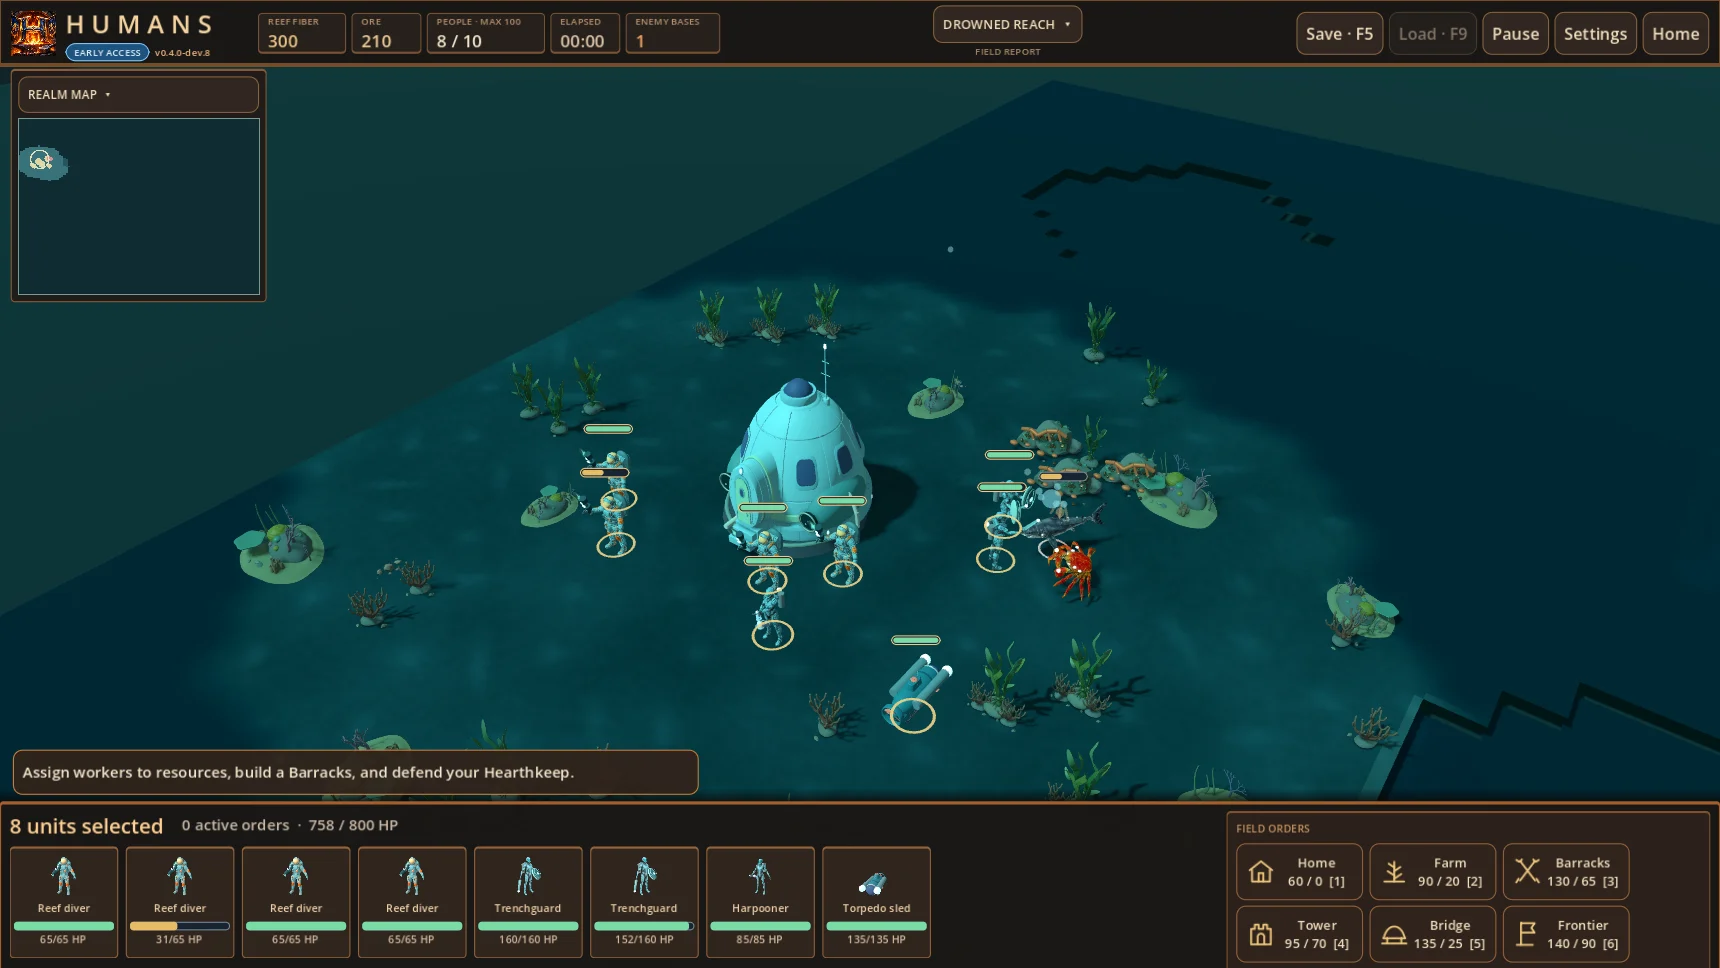 HUMANS
EARLY ACCESS v0.4.0-dev.8
REEF FIBER
300
ORE
210
PEOPLE · MAX 100
8 / 10
ELAPSED
00:00
ENEMY BASES
1
DROWNED REACH ▾
FIELD REPORT
Save · F5
Load · F9
Pause
Settings
Home
REALM MAP ▾
Assign workers to resources, build a Barracks, and defend your Hearthkeep.
8 units selected 0 active orders · 758 / 800 HP
Reef diver
65/65 HP
Reef diver
31/65 HP
Reef diver
65/65 HP
Reef diver
65/65 HP
Trenchguard
160/160 HP
Trenchguard
152/160 HP
Harpooner
85/85 HP
Torpedo sled
135/135 HP
FIELD ORDERS
Home
60 / 0 [1]
Farm
90 / 20 [2]
Barracks
130 / 65 [3]
Tower
95 / 70 [4]
Bridge
135 / 25 [5]
Frontier
140 / 90 [6]